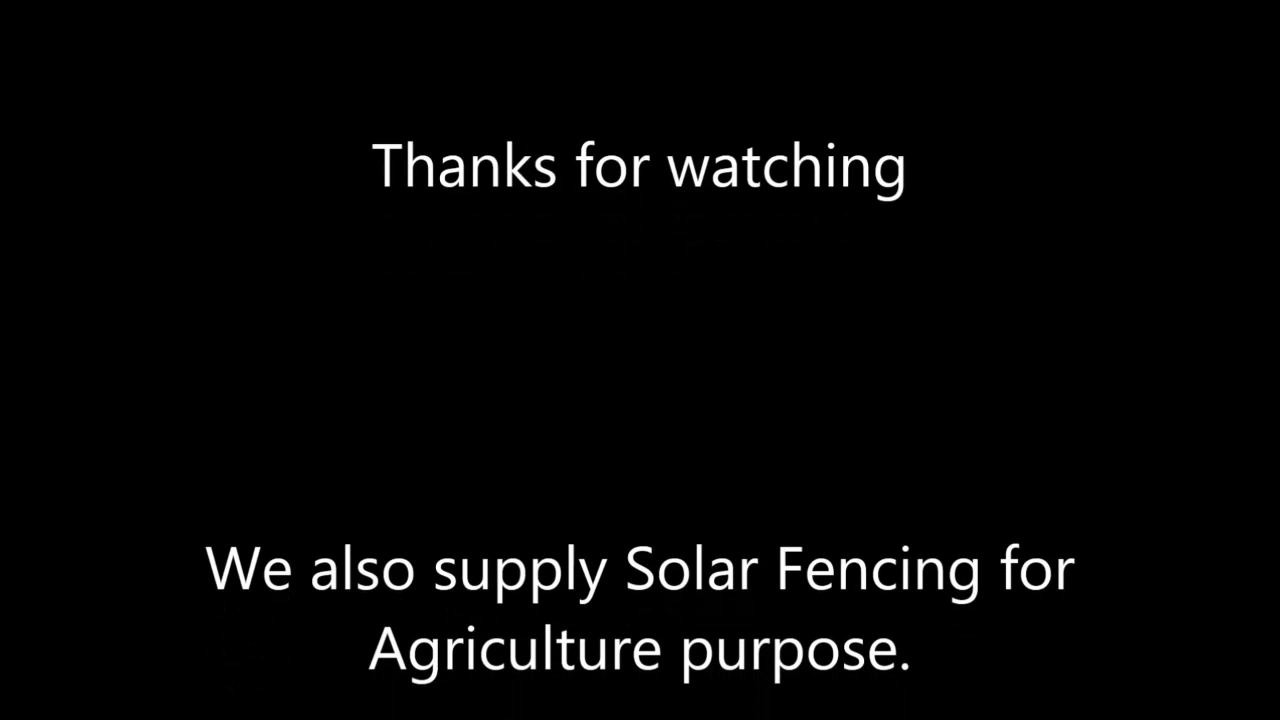 Thanks for watching
We also supply Solar Fencing for
Agriculture purpose.